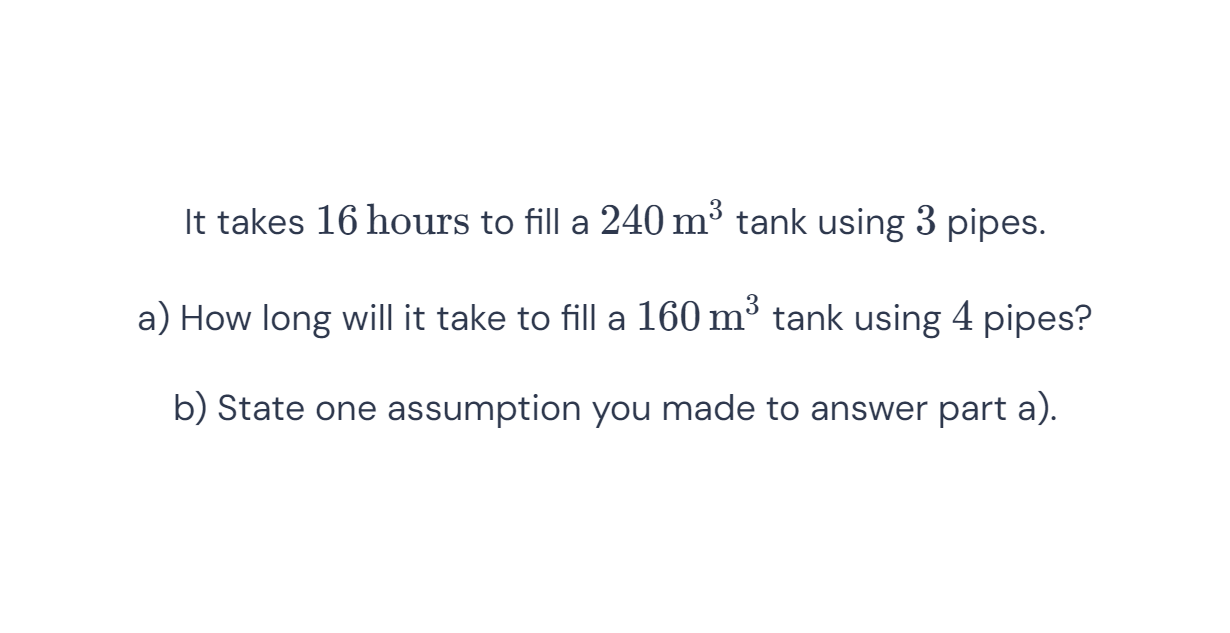 It takes 16 hours to fill a 240 m³ tank using 3 pipes.
a) How long will it take to fill a 160 m³ tank using 4 pipes?
b) State one assumption you made to answer part a).